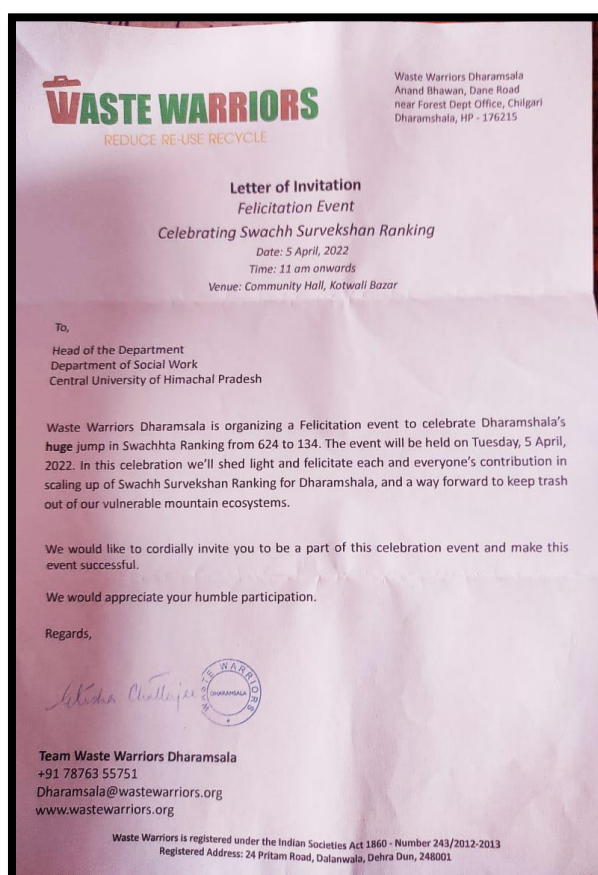 WASTE WARRIORS
REDUCE RE-USE RECYCLE
Waste Warriors Dharamsala
Anand Bhawan, Dane Road
near Forest Dept Office, Chilgari
Dharamshala, HP - 176215
Letter of Invitation
Felicitation Event
Celebrating Swachh Survekshan Ranking
Date: 5 April, 2022
Time: 11 am onwards
Venue: Community Hall, Kotwali Bazar
To,
Head of the Department
Department of Social Work
Central University of Himachal Pradesh
Waste Warriors Dharamsala is organizing a Felicitation event to celebrate Dharamshala's
huge jump in Swachhta Ranking from 624 to 134. The event will be held on Tuesday, 5 April,
2022. In this celebration we'll shed light and felicitate each and everyone's contribution in
scaling up of Swachh Survekshan Ranking for Dharamshala, and a way forward to keep trash
out of our vulnerable mountain ecosystems.
We would like to cordially invite you to be a part of this celebration event and make this
event successful.
We would appreciate your humble participation.
Regards,
Chatterjee
WASTE WARRIORS
DHARAMSALA
Team Waste Warriors Dharamsala
+91 78763 55751
Dharamsala@wastewarriors.org
www.wastewarriors.org
Waste Warriors is registered under the Indian Societies Act 1860 - Number 243/2012-2013
Registered Address: 24 Pritam Road, Dalanwala, Dehra Dun, 248001